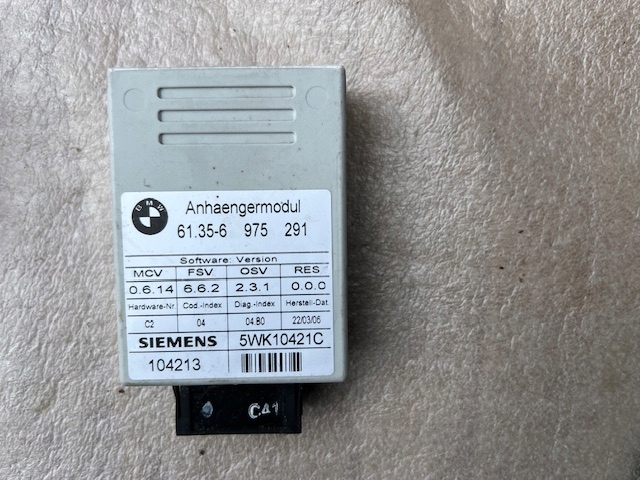 BMW
Anhaengermodul
61.35-6 975 291
Software: Version
MCV FSV OSV RES
0.6.14 6.6.2 2.3.1 0.0.0
Hardware-Nr. Cod.-Index Diag.-Index Herstell-Dat.
C2 04 04.80 22/03/06
SIEMENS 5WK10421C
104213
C41